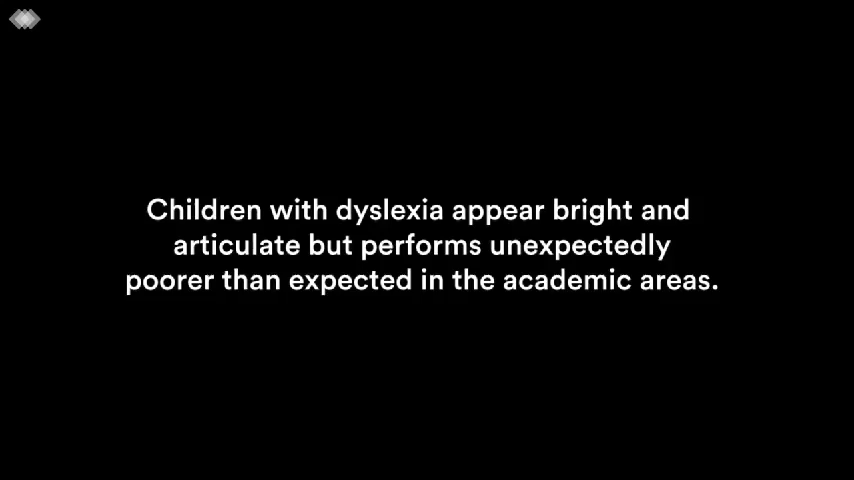 Children with dyslexia appear bright and
articulate but performs unexpectedly
poorer than expected in the academic areas.